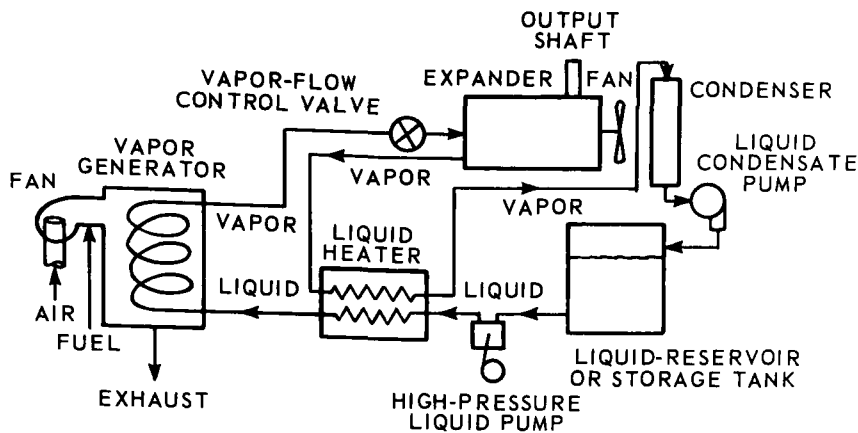 OUTPUT
SHAFT
EXPANDER
FAN
CONDENSER
VAPOR-FLOW
CONTROL VALVE
VAPOR
GENERATOR
LIQUID
CONDENSATE
PUMP
FAN
VAPOR
VAPOR
VAPOR
LIQUID
HEATER
LIQUID
LIQUID
AIR
FUEL
EXHAUST
HIGH-PRESSURE
LIQUID PUMP
LIQUID-RESERVOIR
OR STORAGE TANK